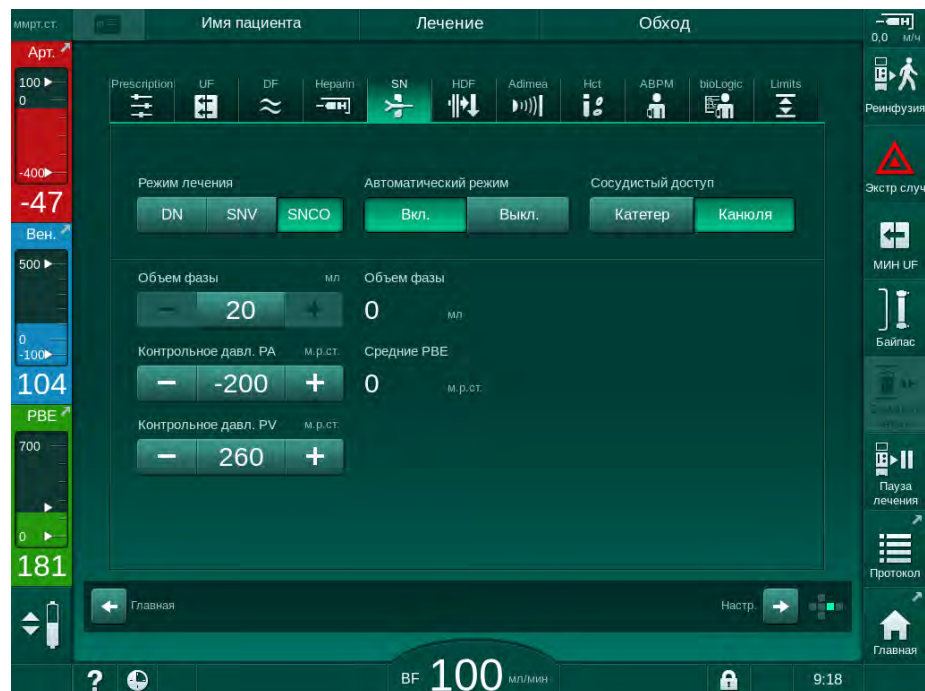 ммрт.ст.
Имя пациента
Лечение
Обход
0,0 м/ч
Арт.
100
0
-400
-47
Вен.
500
0
-100
104
PBE
700
0
181
Prescription
UF
DF
Heparin
SN
HDF
Adimea
Hct
ABPM
bioLogic
Limits
Режим лечения
DN SNV SNCO
Автоматический режим
Вкл. Выкл.
Сосудистый доступ
Катетер Канюля
Объем фазы мл
− 20 +
Объем фазы
0 мл
Контрольное давл. PA м.р.ст.
− -200 +
Средние PBE
0 м.р.ст.
Контрольное давл. PV м.р.ст.
− 260 +
Главная
Настр.
Реинфузия
Экстр случ
МИН UF
Байпас
Пауза
лечения
Протокол
Главная
? BF 100 мл/мин 9:18